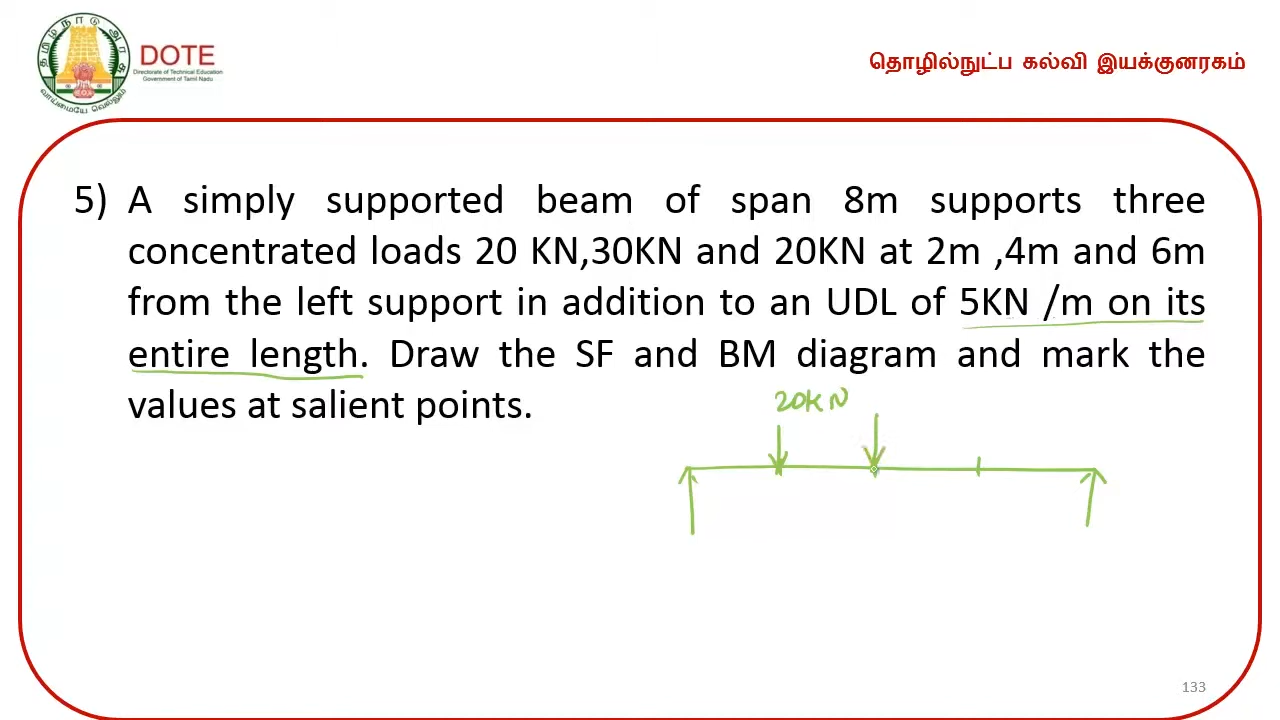 தமிழ்நாடு அரசு
வாய்மையே வெல்லும்
DOTE
Directorate of Technical Education
Government of Tamil Nadu
தொழில்நுட்ப கல்வி இயக்குனரகம்
5) A simply supported beam of span 8m supports three
concentrated loads 20 KN,30KN and 20KN at 2m ,4m and 6m
from the left support in addition to an UDL of 5KN /m on its
entire length. Draw the SF and BM diagram and mark the
values at salient points.
20KN
133